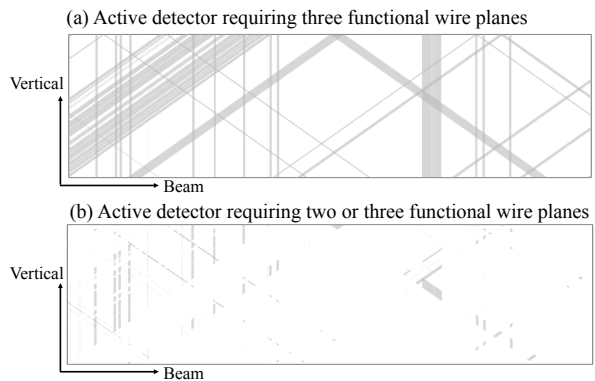 (a) Active detector requiring three functional wire planes
Vertical
Beam
(b) Active detector requiring two or three functional wire planes
Vertical
Beam